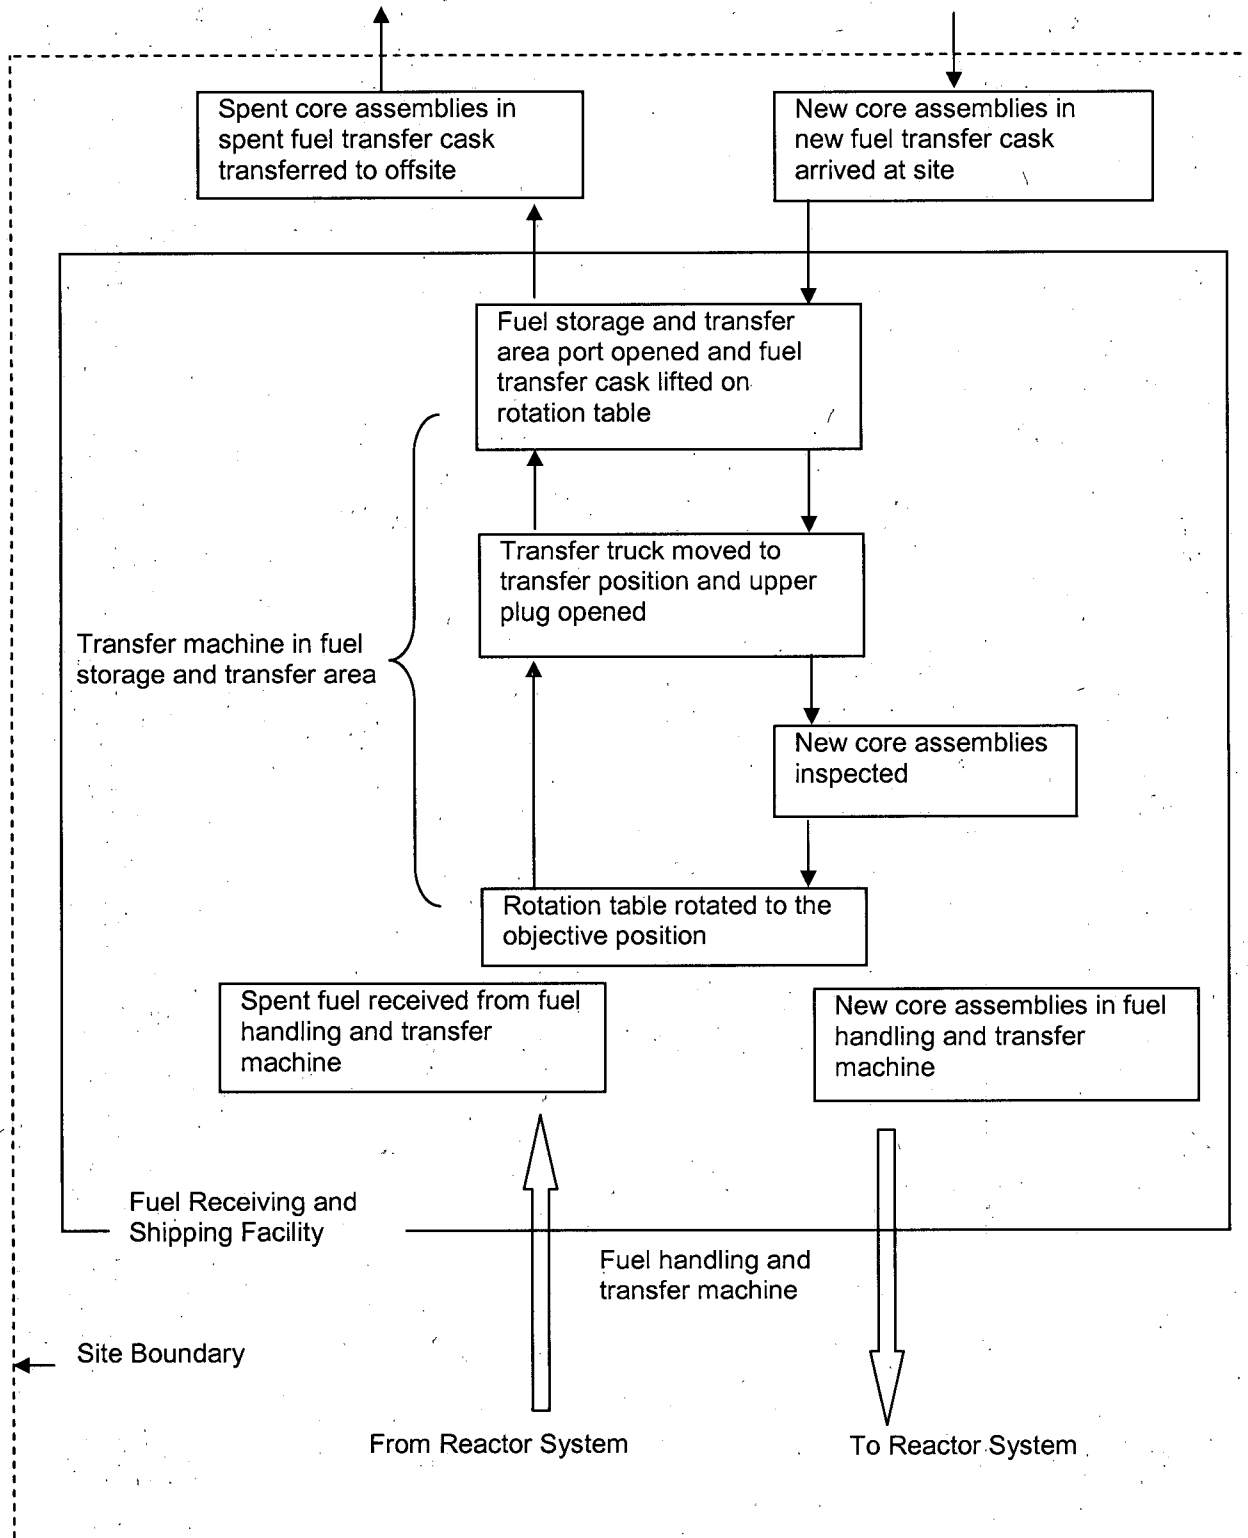 Spent core assemblies in
spent fuel transfer cask
transferred to offsite
New core assemblies in
new fuel transfer cask
arrived at site
Fuel storage and transfer
area port opened and fuel
transfer cask lifted on
rotation table
Transfer truck moved to
transfer position and upper
plug opened
Transfer machine in fuel
storage and transfer area
New core assemblies
inspected
Rotation table rotated to the
objective position
Spent fuel received from fuel
handling and transfer
machine
New core assemblies in fuel
handling and transfer
machine
Fuel Receiving and
Shipping Facility
Fuel handling and
transfer machine
Site Boundary
From Reactor System
To Reactor System